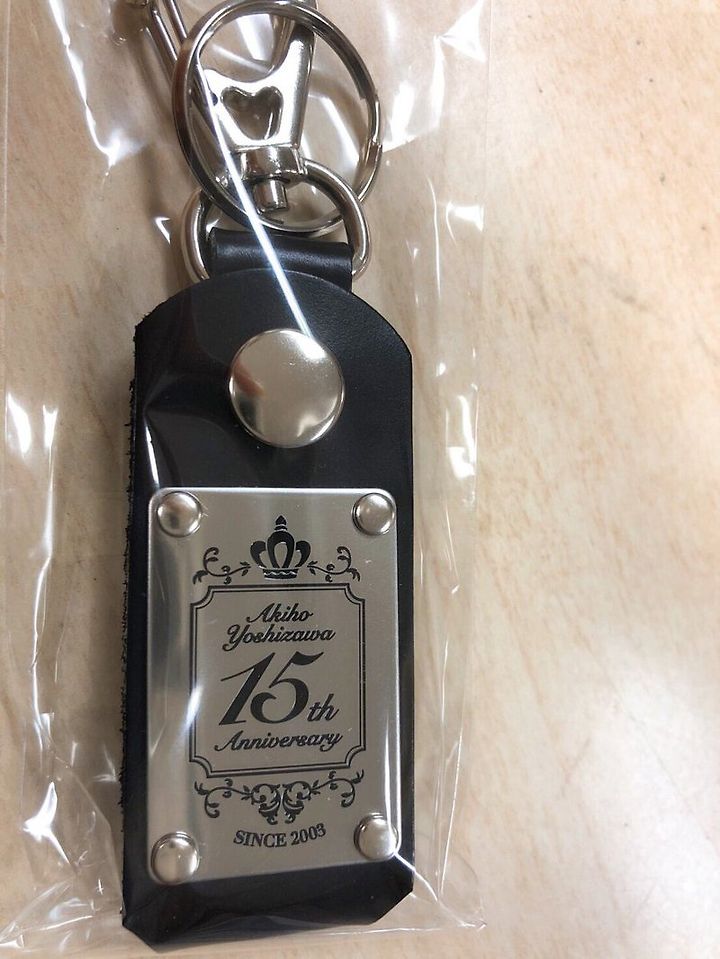 Akiho
Yoshizawa
15th
Anniversary
SINCE 2003